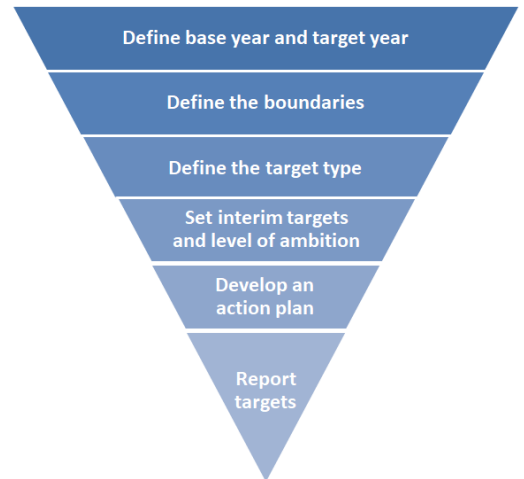 Define base year and target year
Define the boundaries
Define the target type
Set interim targets
and level of ambition
Develop an
action plan
Report
targets